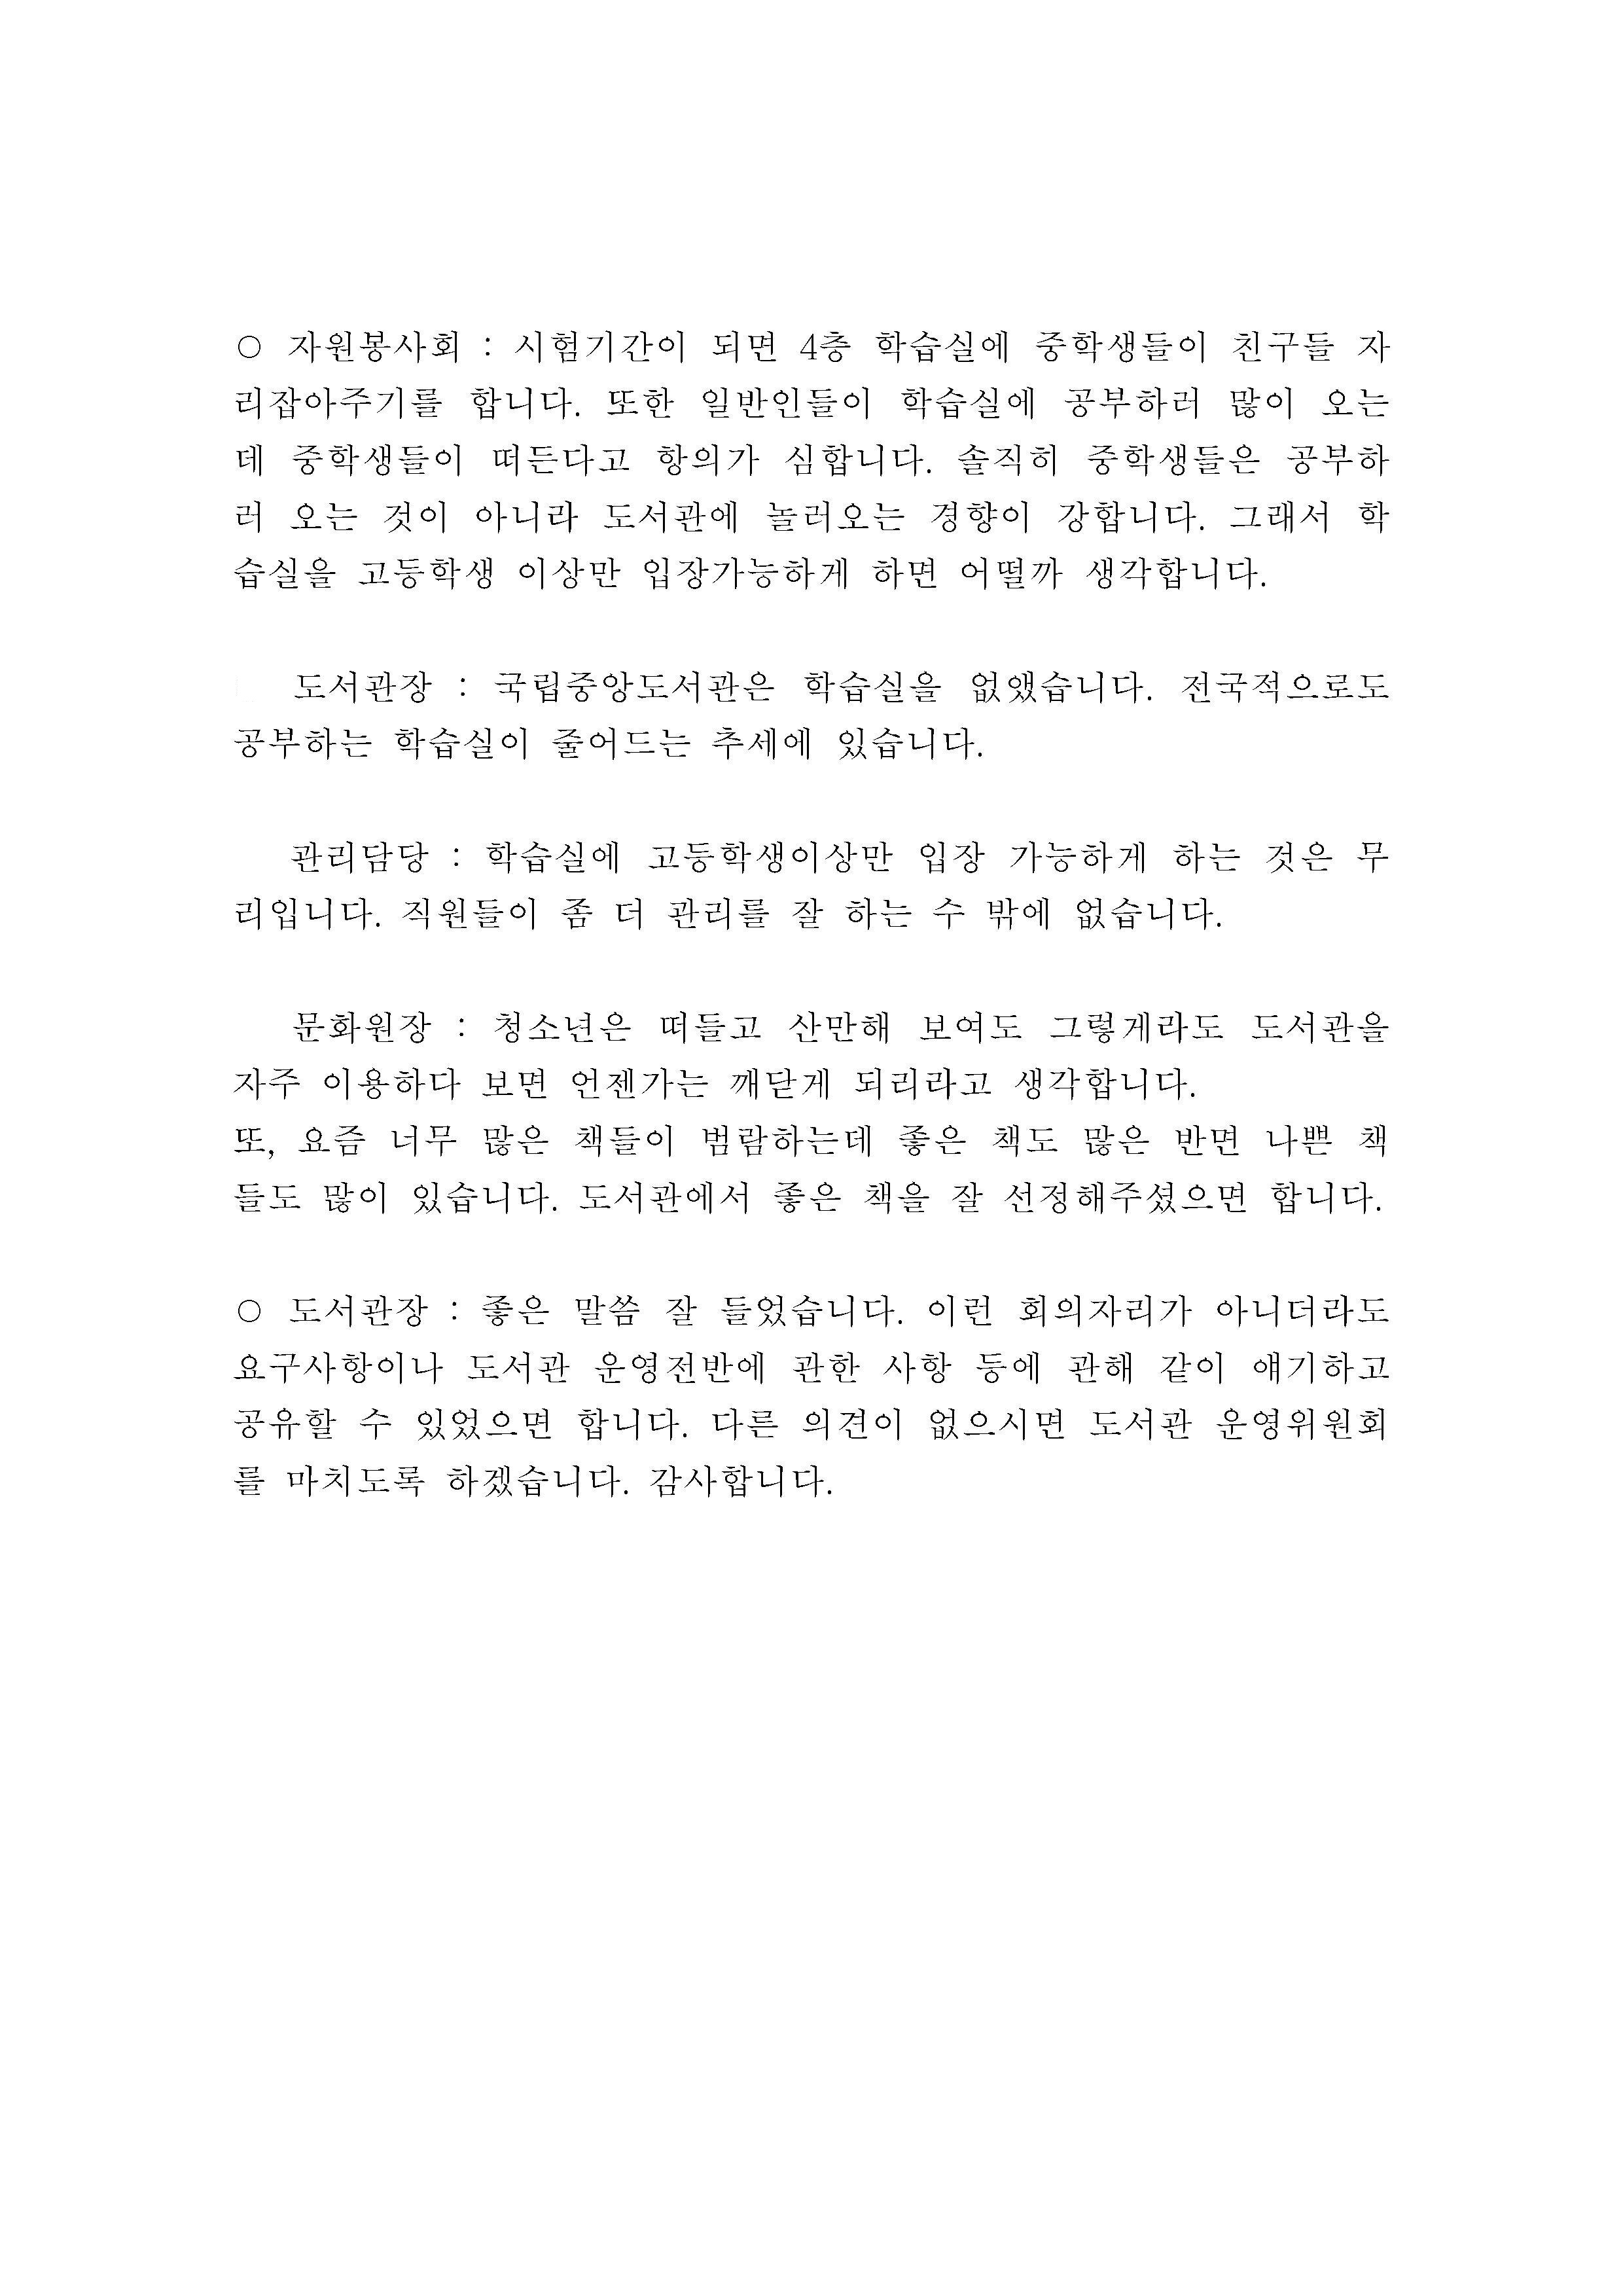 ○ 자원봉사회 : 시험기간이 되면 4층 학습실에 중학생들이 친구들 자
리잡아주기를 합니다. 또한 일반인들이 학습실에 공부하러 많이 오는
데 중학생들이 떠든다고 항의가 심합니다. 솔직히 중학생들은 공부하
러 오는 것이 아니라 도서관에 놀러오는 경향이 강합니다. 그래서 학
습실을 고등학생 이상만 입장가능하게 하면 어떨까 생각합니다.
도서관장 : 국립중앙도서관은 학습실을 없앴습니다. 전국적으로도
공부하는 학습실이 줄어드는 추세에 있습니다.
관리담당 : 학습실에 고등학생이상만 입장 가능하게 하는 것은 무
리입니다. 직원들이 좀 더 관리를 잘 하는 수 밖에 없습니다.
문화원장 : 청소년은 떠들고 산만해 보여도 그렇게라도 도서관을
자주 이용하다 보면 언젠가는 깨닫게 되리라고 생각합니다.
또, 요즘 너무 많은 책들이 범람하는데 좋은 책도 많은 반면 나쁜 책
들도 많이 있습니다. 도서관에서 좋은 책을 잘 선정해주셨으면 합니다.
○ 도서관장 : 좋은 말씀 잘 들었습니다. 이런 회의자리가 아니더라도
요구사항이나 도서관 운영전반에 관한 사항 등에 관해 같이 얘기하고
공유할 수 있었으면 합니다. 다른 의견이 없으시면 도서관 운영위원회
를 마치도록 하겠습니다. 감사합니다.